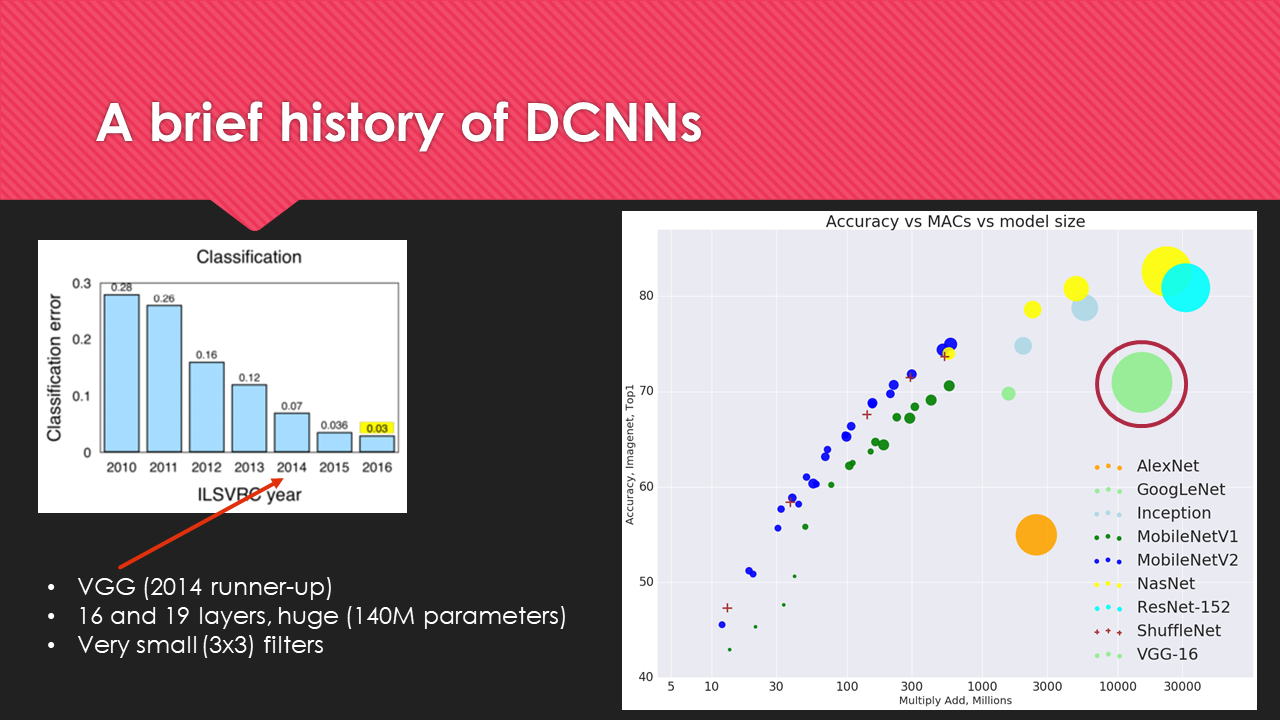 A brief history of DCNNs
Classification
Classification error
0.3
0.2
0.1
0
0.28
0.26
0.16
0.12
0.07
0.036
0.03
2010 2011 2012 2013 2014 2015 2016
ILSVRC year
• VGG (2014 runner-up)
• 16 and 19 layers, huge (140M parameters)
• Very small (3x3) filters
Accuracy vs MACs vs model size
Accuracy, Imagenet, Top1
80
70
60
50
40
AlexNet
GoogLeNet
Inception
MobileNetV1
MobileNetV2
NasNet
ResNet-152
ShuffleNet
VGG-16
5 10 30 100 300 1000 3000 10000 30000
Multiply Add, Millions